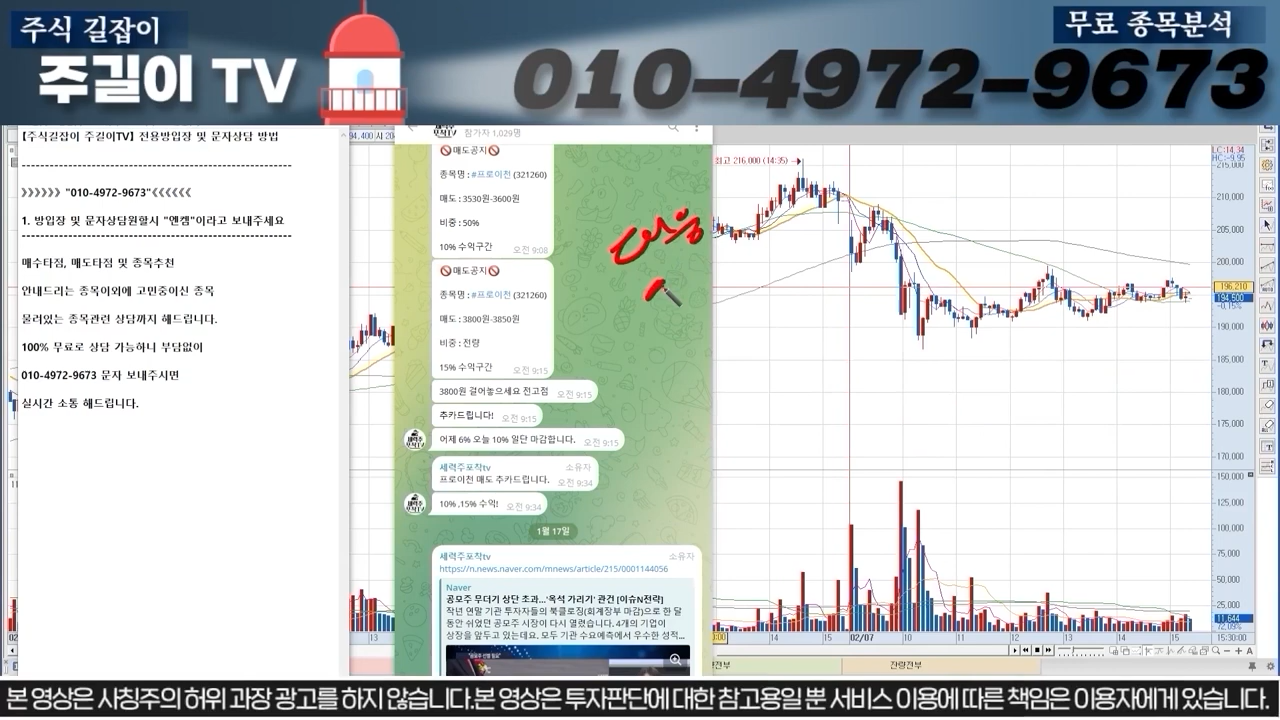 주식 길잡이
주길이 TV
무료 종목분석
010-4972-9673
[주식길잡이 주길이TV] 전용방입장 및 문자상담 방법
>>>>>> "010-4972-9673"<<<<<<
1. 방입장 및 문자상담원할시 "엔켐"이라고 보내주세요
매수타점, 매도타점 및 종목추천
안내드리는 종목이외에 고민중이신 종목
물려있는 종목관련 상담까지 해드립니다.
100% 무료로 상담 가능하니 부담없이
010-4972-9673 문자 보내주시면
실시간 소통 해드립니다.
참가자 1,029명
🚫매도공지🚫
종목명 : #프로이천 (321260)
매도 : 3530원-3600원
비중 : 50%
10% 수익구간 오전 9:08
🚫매도공지🚫
종목명 : #프로이천 (321260)
매도 : 3800원-3850원
비중 : 전량
15% 수익구간 오전 9:15
3800원 걸어놓으세요 전고점 오전 9:15
추카드립니다! 오전 9:15
어제 6% 오늘 10% 일단 마감합니다. 오전 9:15
세력주포착tv 소유자
프로이천 매도 추카드립니다. 오전 9:34
10% ,15% 수익! 오전 9:34
1월 17일
세력주포착tv 소유자
https://n.news.naver.com/mnews/article/215/0001144056
Naver
공모주 무더기 상단 초과…'옥석 가리기' 관건 [이슈N전략]
작년 연말 기관 투자자들의 북클로징(회계장부 마감)으로 한 달
동안 쉬었던 공모주 시장이 다시 열렸습니다. 4개의 기업이
상장을 앞두고 있는데요. 모두 기관 수요예측에서 우수한 성적...
최고 216,000 (14:35)
LC:14.34
HC:-9.95
215,000
210,000
205,000
200,000
196,210
194,600
-0.15%
190,000
185,000
180,000
175,000
170,000
150,000
125,000
100,000
75,000
50,000
25,000
11,644
72.09%
13
14
15
02/07
10
11
12
13
14
15
15:30:00
잔량전부
본 영상은 사칭주의 허위 과장 광고를 하지 않습니다.본 영상은 투자판단에 대한 참고용일 뿐 서비스 이용에 따른 책임은 이용자에게 있습니다.